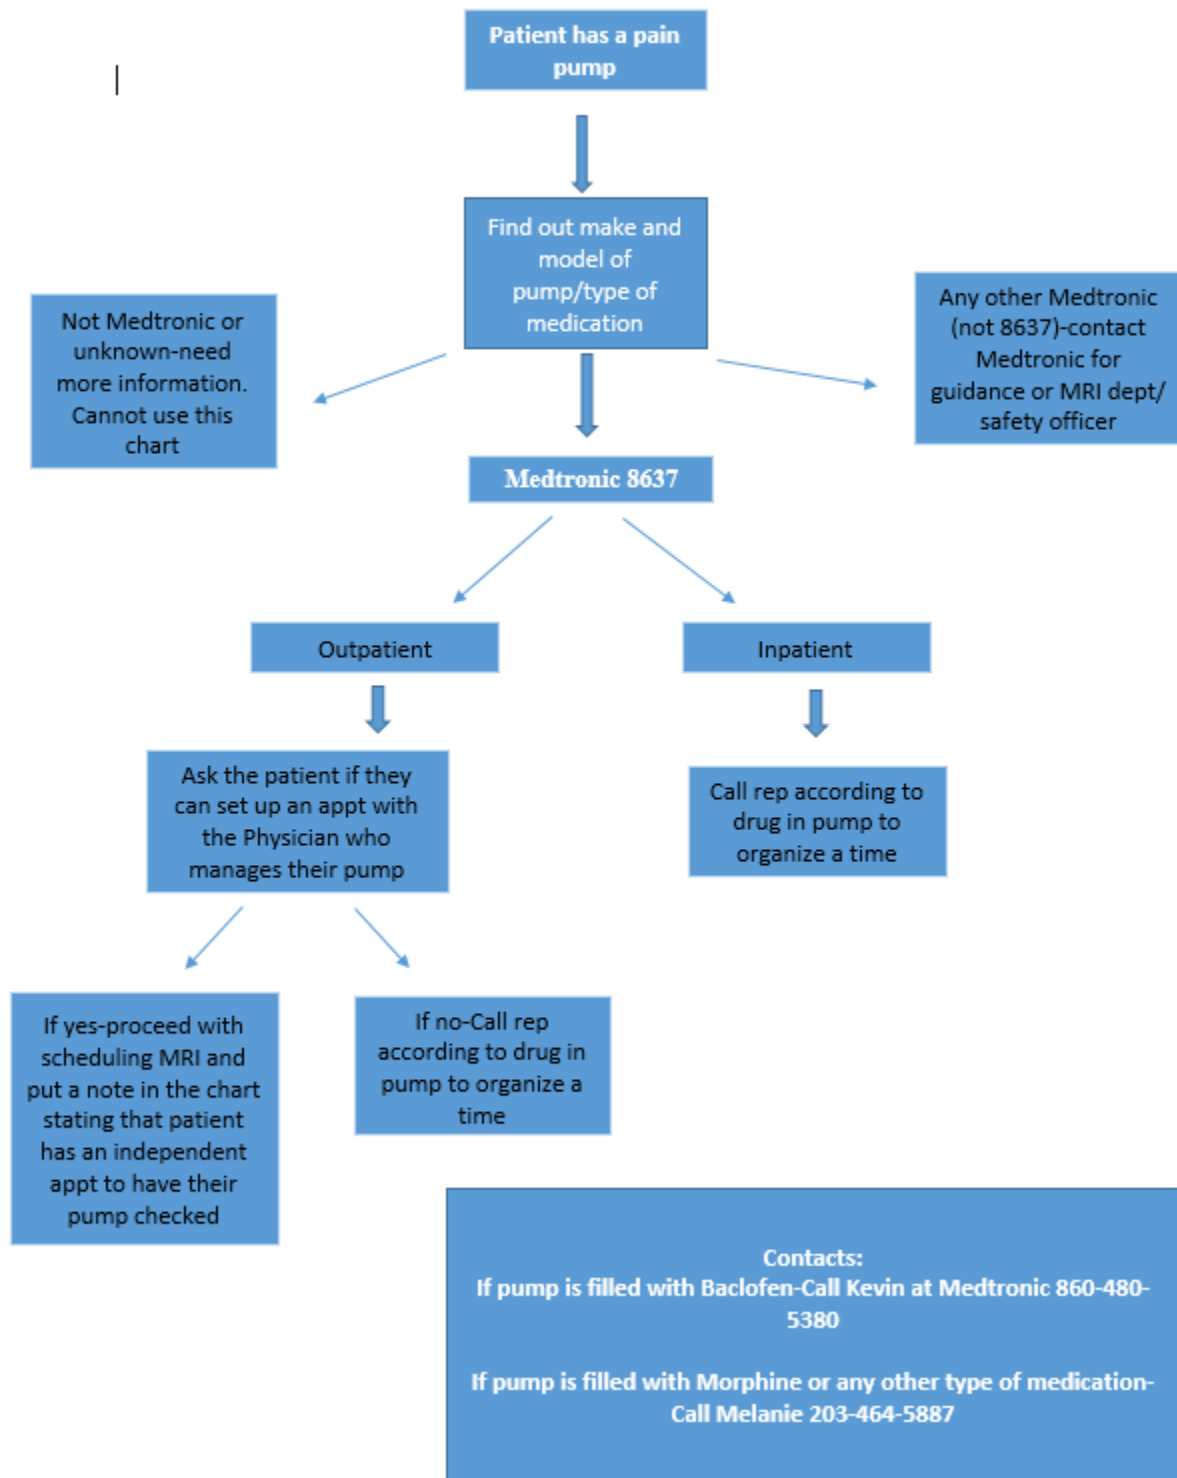 Patient has a pain
pump
Find out make and
model of
pump/type of
medication
Not Medtronic or
unknown-need
more information.
Cannot use this
chart
Any other Medtronic
(not 8637)-contact
Medtronic for
guidance or MRI dept/
safety officer
Medtronic 8637
Outpatient
Inpatient
Ask the patient if they
can set up an appt with
the Physician who
manages their pump
Call rep according to
drug in pump to
organize a time
If yes-proceed with
scheduling MRI and
put a note in the chart
stating that patient
has an independent
appt to have their
pump checked
If no-Call rep
according to drug in
pump to organize a
time
Contacts:
If pump is filled with Baclofen-Call Kevin at Medtronic 860-480-
5380
If pump is filled with Morphine or any other type of medication-
Call Melanie 203-464-5887